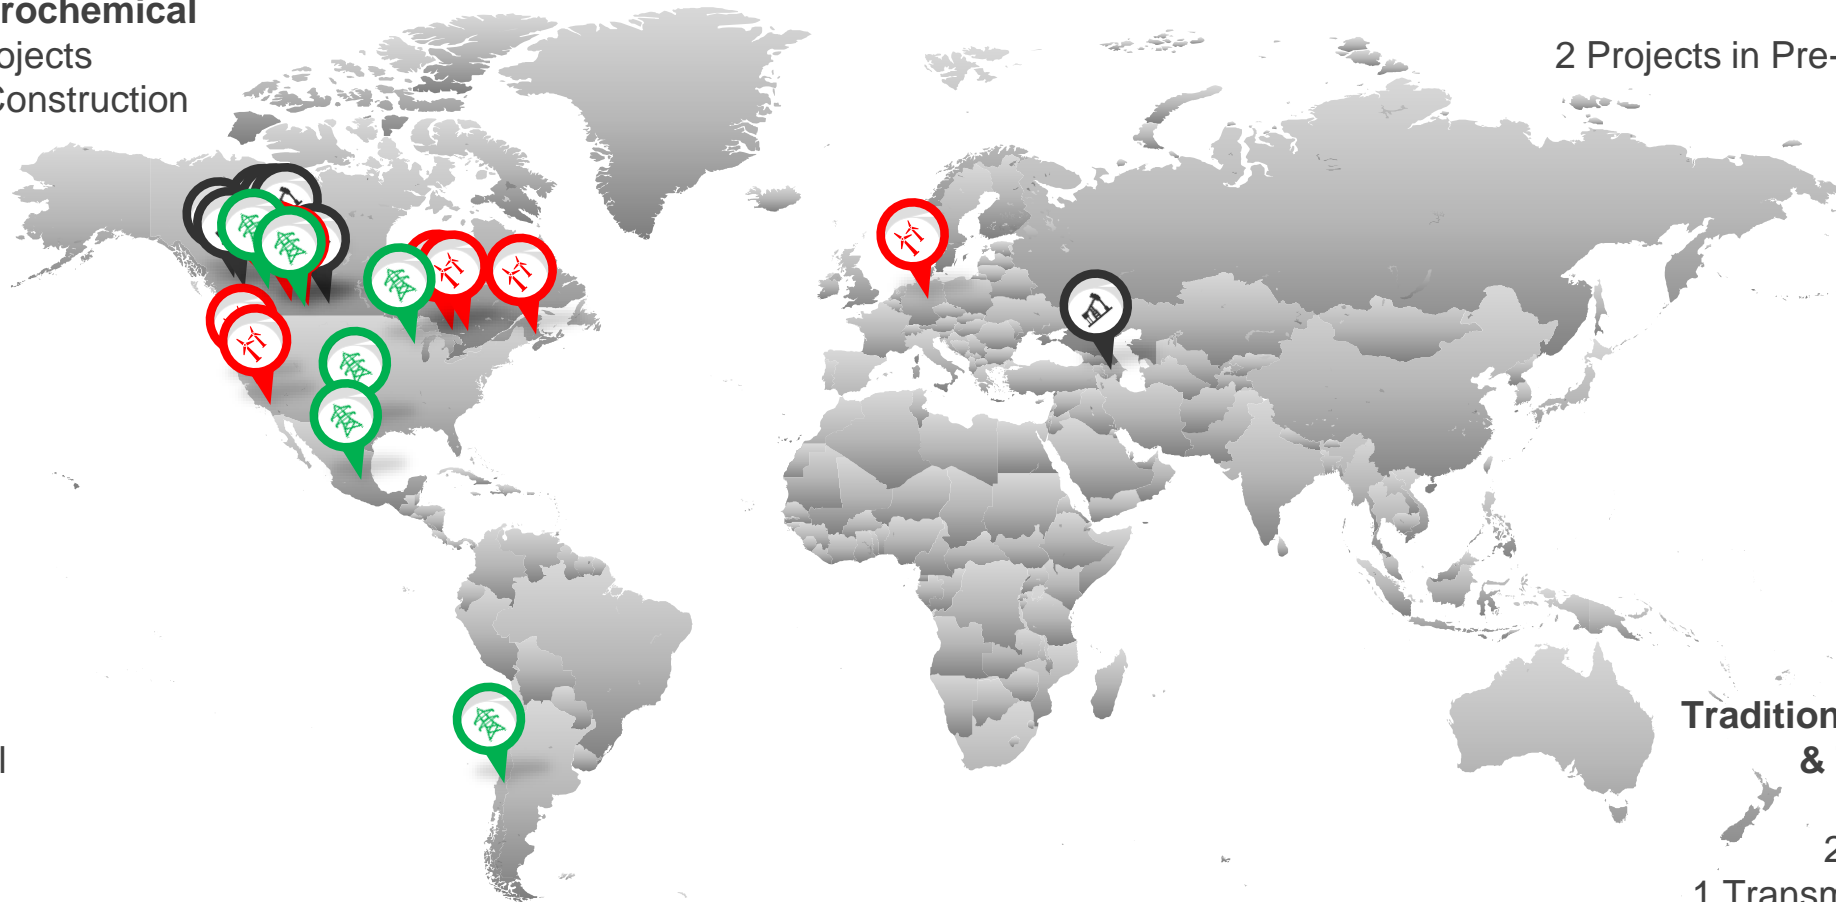 rochemical
ojects
Construction
2 Projects in Pre-
l
Tradition
&
2
1 Transm